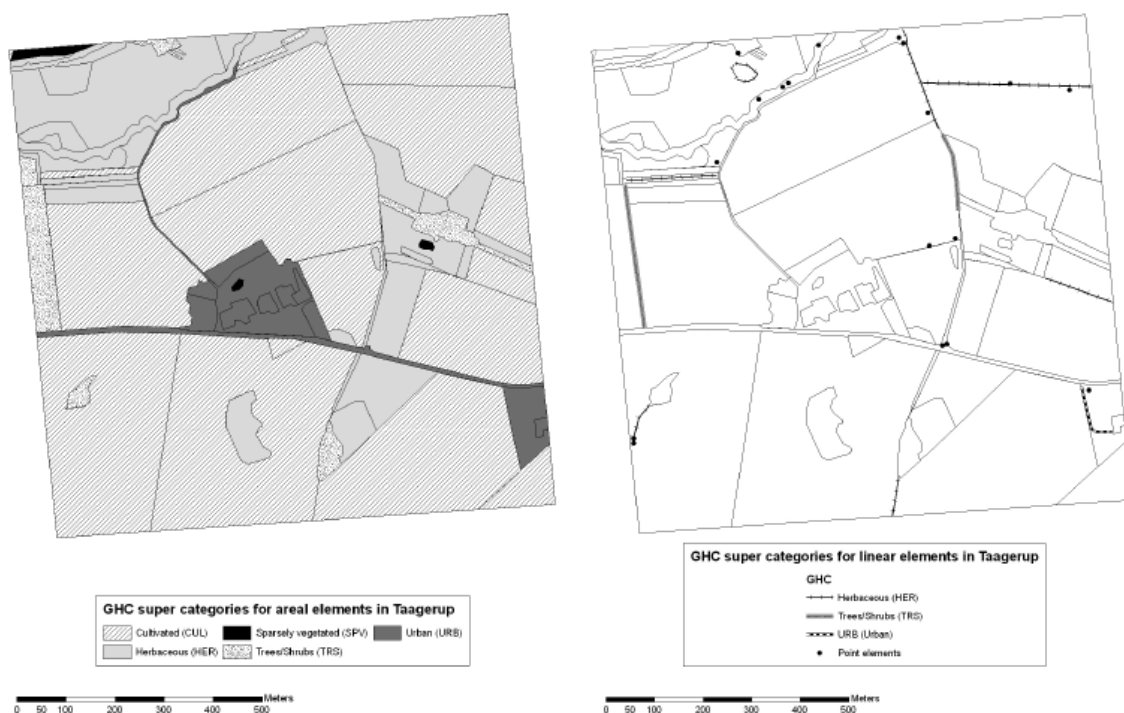 GHC super categories for areal elements in Taagerup
Cultivated (CUL) Sparsely vegetated (SPV) Urban (URB)
Herbaceous (HER) Trees/Shrubs (TRS)
Meters
0 50 100 200 300 400 500
GHC super categories for linear elements in Taagerup
GHC
Herbaceous (HER)
Trees/Shrubs (TRS)
URB (Urban)
Point elements
Meters
0 50 100 200 300 400 500